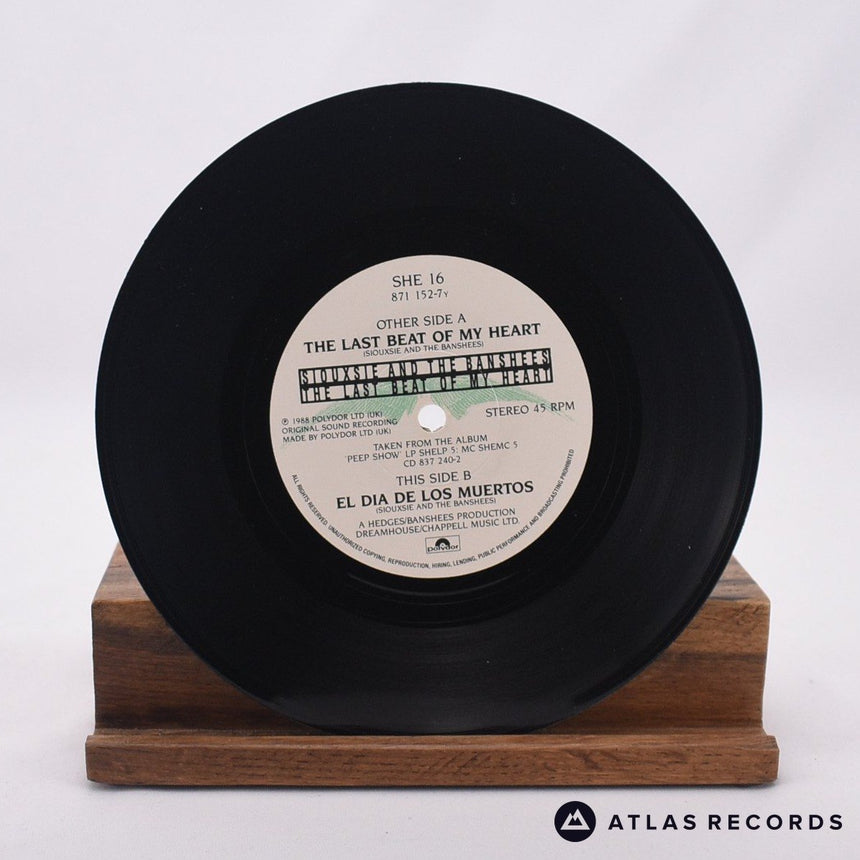 SHE 16
871 152-7Y
OTHER SIDE A
THE LAST BEAT OF MY HEART
(SIOUXSIE AND THE BANSHEES)
SIOUXSIE AND THE BANSHEES
THE LAST BEAT OF MY HEART
℗ 1988 POLYDOR LTD (UK)
ORIGINAL SOUND RECORDING
MADE BY POLYDOR LTD (UK)
STEREO 45 RPM
TAKEN FROM THE ALBUM
'PEEP SHOW' LP SHELP 5: MC SHEMC 5
CD 837 240-2
THIS SIDE B
EL DIA DE LOS MUERTOS
(SIOUXSIE AND THE BANSHEES)
A HEDGES/BANSHEES PRODUCTION
DREAMHOUSE/CHAPPELL MUSIC LTD.
polydor
ALL RIGHTS RESERVED. UNAUTHORIZED COPYING, REPRODUCTION, HIRING, LENDING, PUBLIC PERFORMANCE AND BROADCASTING PROHIBITED
ATLAS RECORDS